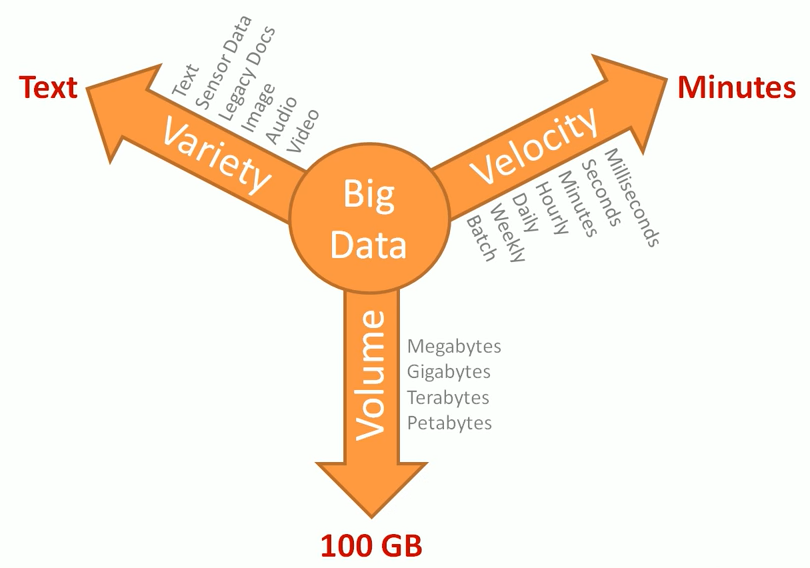 Text
Variety
Text
Sensor Data
Legacy Docs
Image
Audio
Video
Big
Data
Velocity
Minutes
Batch
Weekly
Daily
Hourly
Minutes
Seconds
Milliseconds
Volume
Megabytes
Gigabytes
Terabytes
Petabytes
100 GB